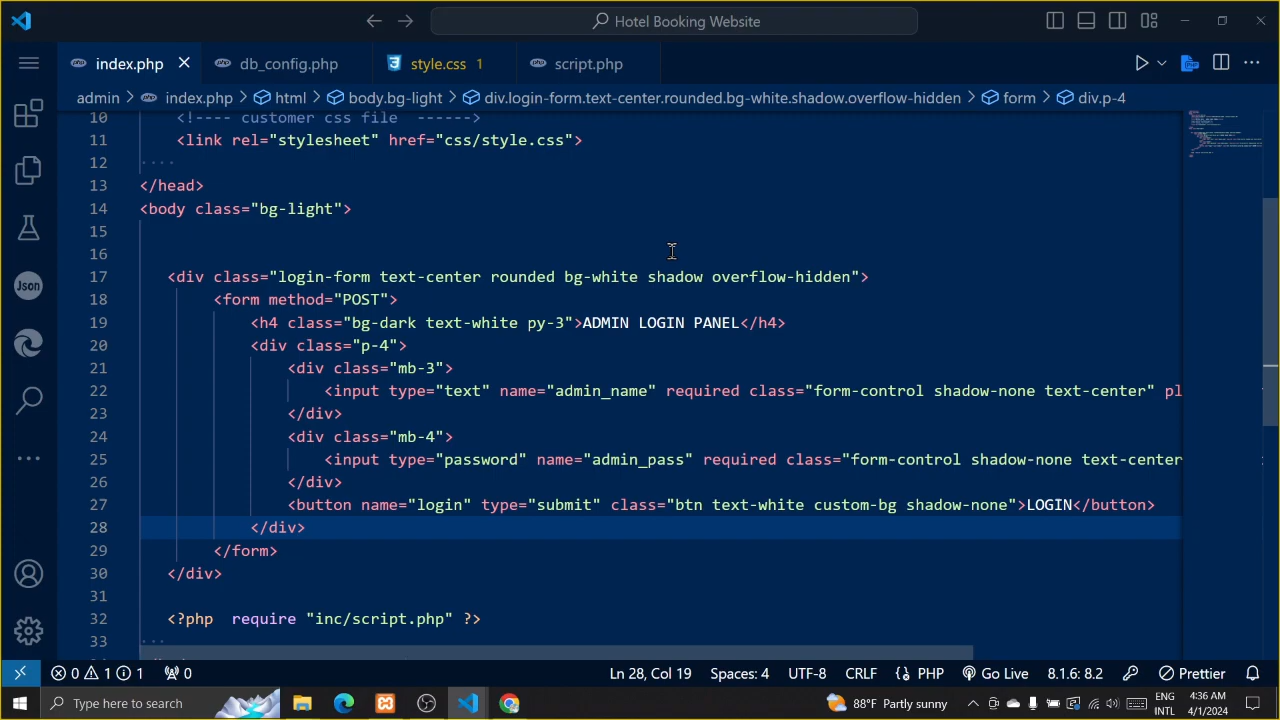 Hotel Booking Website
index.php
db_config.php
style.css 1
script.php
admin > index.php > html > body.bg-light > div.login-form.text-center.rounded.bg-white.shadow.overflow-hidden > form > div.p-4
10 <!---- customer css file ------>
11 <link rel="stylesheet" href="css/style.css">
12 ····
13 </head>
14 <body class="bg-light">
15
16
17 <div class="login-form text-center rounded bg-white shadow overflow-hidden">
18 <form method="POST">
19 <h4 class="bg-dark text-white py-3">ADMIN LOGIN PANEL</h4>
20 <div class="p-4">
21 <div class="mb-3">
22 <input type="text" name="admin_name" required class="form-control shadow-none text-center" pl
23 </div>
24 <div class="mb-4">
25 <input type="password" name="admin_pass" required class="form-control shadow-none text-center
26 </div>
27 <button name="login" type="submit" class="btn text-white custom-bg shadow-none">LOGIN</button>
28 </div>
29 </form>
30 </div>
31
32 <?php require "inc/script.php" ?>
33 ···
Json
0 1 1 0
Ln 28, Col 19 Spaces: 4 UTF-8 CRLF PHP Go Live 8.1.6: 8.2 Prettier
Type here to search
88°F Partly sunny
ENG
INTL
4:36 AM
4/1/2024